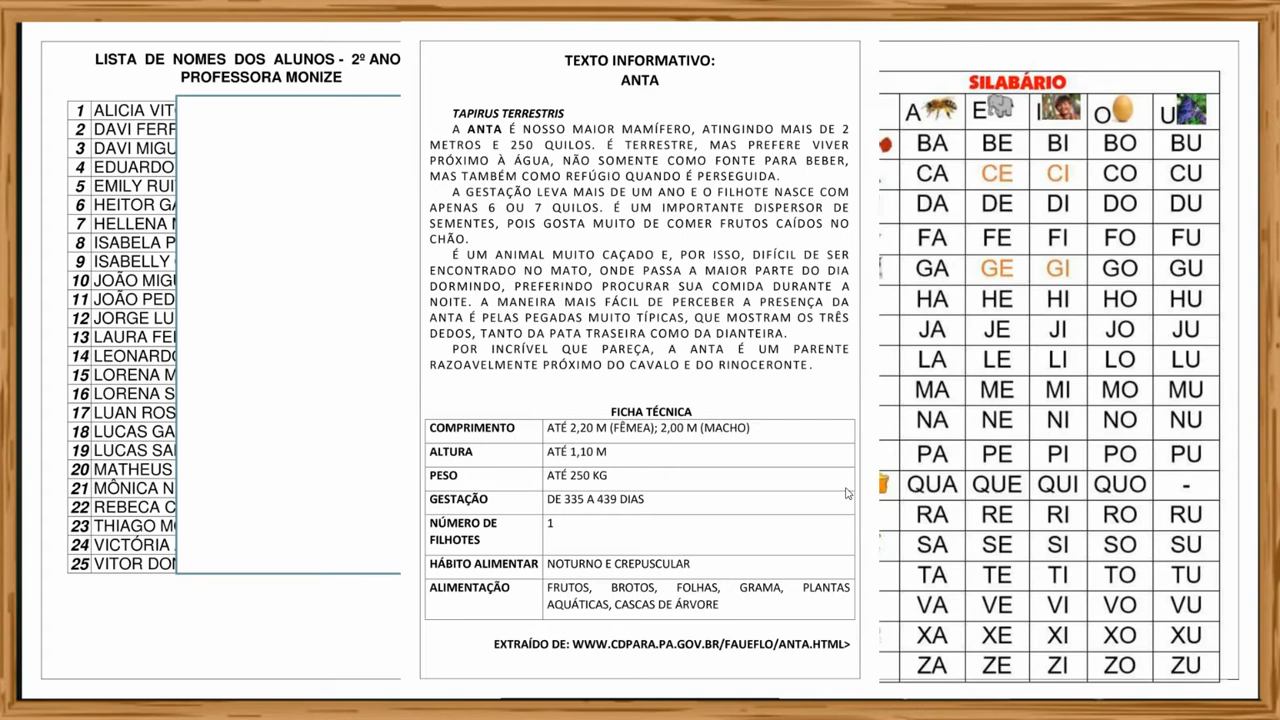 LISTA DE NOMES DOS ALUNOS - 2º ANO
PROFESSORA MONIZE
1 ALICIA
2 DAVI
3 DAVI
4 EDUARDO
5 EMILY
6 HEITOR
7 HELLENA
8 ISABELA
9 ISABELLY
10 JOÃO
11 JOÃO
12 JORGE
13 LAURA
14 LEONARDO
15 LORENA
16 LORENA
17 LUAN
18 LUCAS
19 LUCAS
20 MATHEUS
21 MÔNICA
22 REBECA
23 THIAGO
24 VICTÓRIA
25 VITOR
TEXTO INFORMATIVO:
ANTA
TAPIRUS TERRESTRIS
A ANTA É NOSSO MAIOR MAMÍFERO, ATINGINDO MAIS DE 2
METROS E 250 QUILOS. É TERRESTRE, MAS PREFERE VIVER
PRÓXIMO À ÁGUA, NÃO SOMENTE COMO FONTE PARA BEBER,
MAS TAMBÉM COMO REFÚGIO QUANDO É PERSEGUIDA.
A GESTAÇÃO LEVA MAIS DE UM ANO E O FILHOTE NASCE COM
APENAS 6 OU 7 QUILOS. É UM IMPORTANTE DISPERSOR DE
SEMENTES, POIS GOSTA MUITO DE COMER FRUTOS CAÍDOS NO
CHÃO.
É UM ANIMAL MUITO CAÇADO E, POR ISSO, DIFÍCIL DE SER
ENCONTRADO NO MATO, ONDE PASSA A MAIOR PARTE DO DIA
DORMINDO, PREFERINDO PROCURAR SUA COMIDA DURANTE A
NOITE. A MANEIRA MAIS FÁCIL DE PERCEBER A PRESENÇA DA
ANTA É PELAS PEGADAS MUITO TÍPICAS, QUE MOSTRAM OS TRÊS
DEDOS, TANTO DA PATA TRASEIRA COMO DA DIANTEIRA.
POR INCRÍVEL QUE PAREÇA, A ANTA É UM PARENTE
RAZOAVELMENTE PRÓXIMO DO CAVALO E DO RINOCERONTE.
FICHA TÉCNICA
COMPRIMENTO ATÉ 2,20 M (FÊMEA); 2,00 M (MACHO)
ALTURA ATÉ 1,10 M
PESO ATÉ 250 KG
GESTAÇÃO DE 335 A 439 DIAS
NÚMERO DE 1
FILHOTES
HÁBITO ALIMENTAR NOTURNO E CREPUSCULAR
ALIMENTAÇÃO FRUTOS, BROTOS, FOLHAS, GRAMA, PLANTAS
AQUÁTICAS, CASCAS DE ÁRVORE
EXTRAÍDO DE: WWW.CDPARA.PA.GOV.BR/FAUEFLO/ANTA.HTML>
SILABÁRIO
A E I O U
BA BE BI BO BU
CA CE CI CO CU
DA DE DI DO DU
FA FE FI FO FU
GA GE GI GO GU
HA HE HI HO HU
JA JE JI JO JU
LA LE LI LO LU
MA ME MI MO MU
NA NE NI NO NU
PA PE PI PO PU
QUA QUE QUI QUO -
RA RE RI RO RU
SA SE SI SO SU
TA TE TI TO TU
VA VE VI VO VU
XA XE XI XO XU
ZA ZE ZI ZO ZU